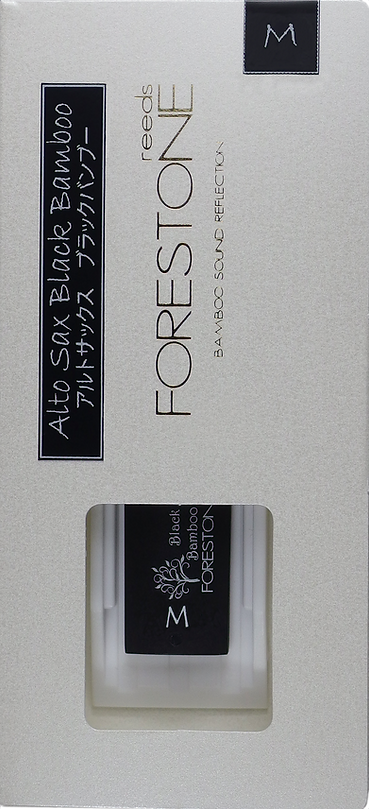 M
reeds
FORESTONE
BAMBOO SOUND REFLECTION
Alto Sax Black Bamboo
アルトサックス ブラックバンブー
Black
Bamboo
FORESTON
M